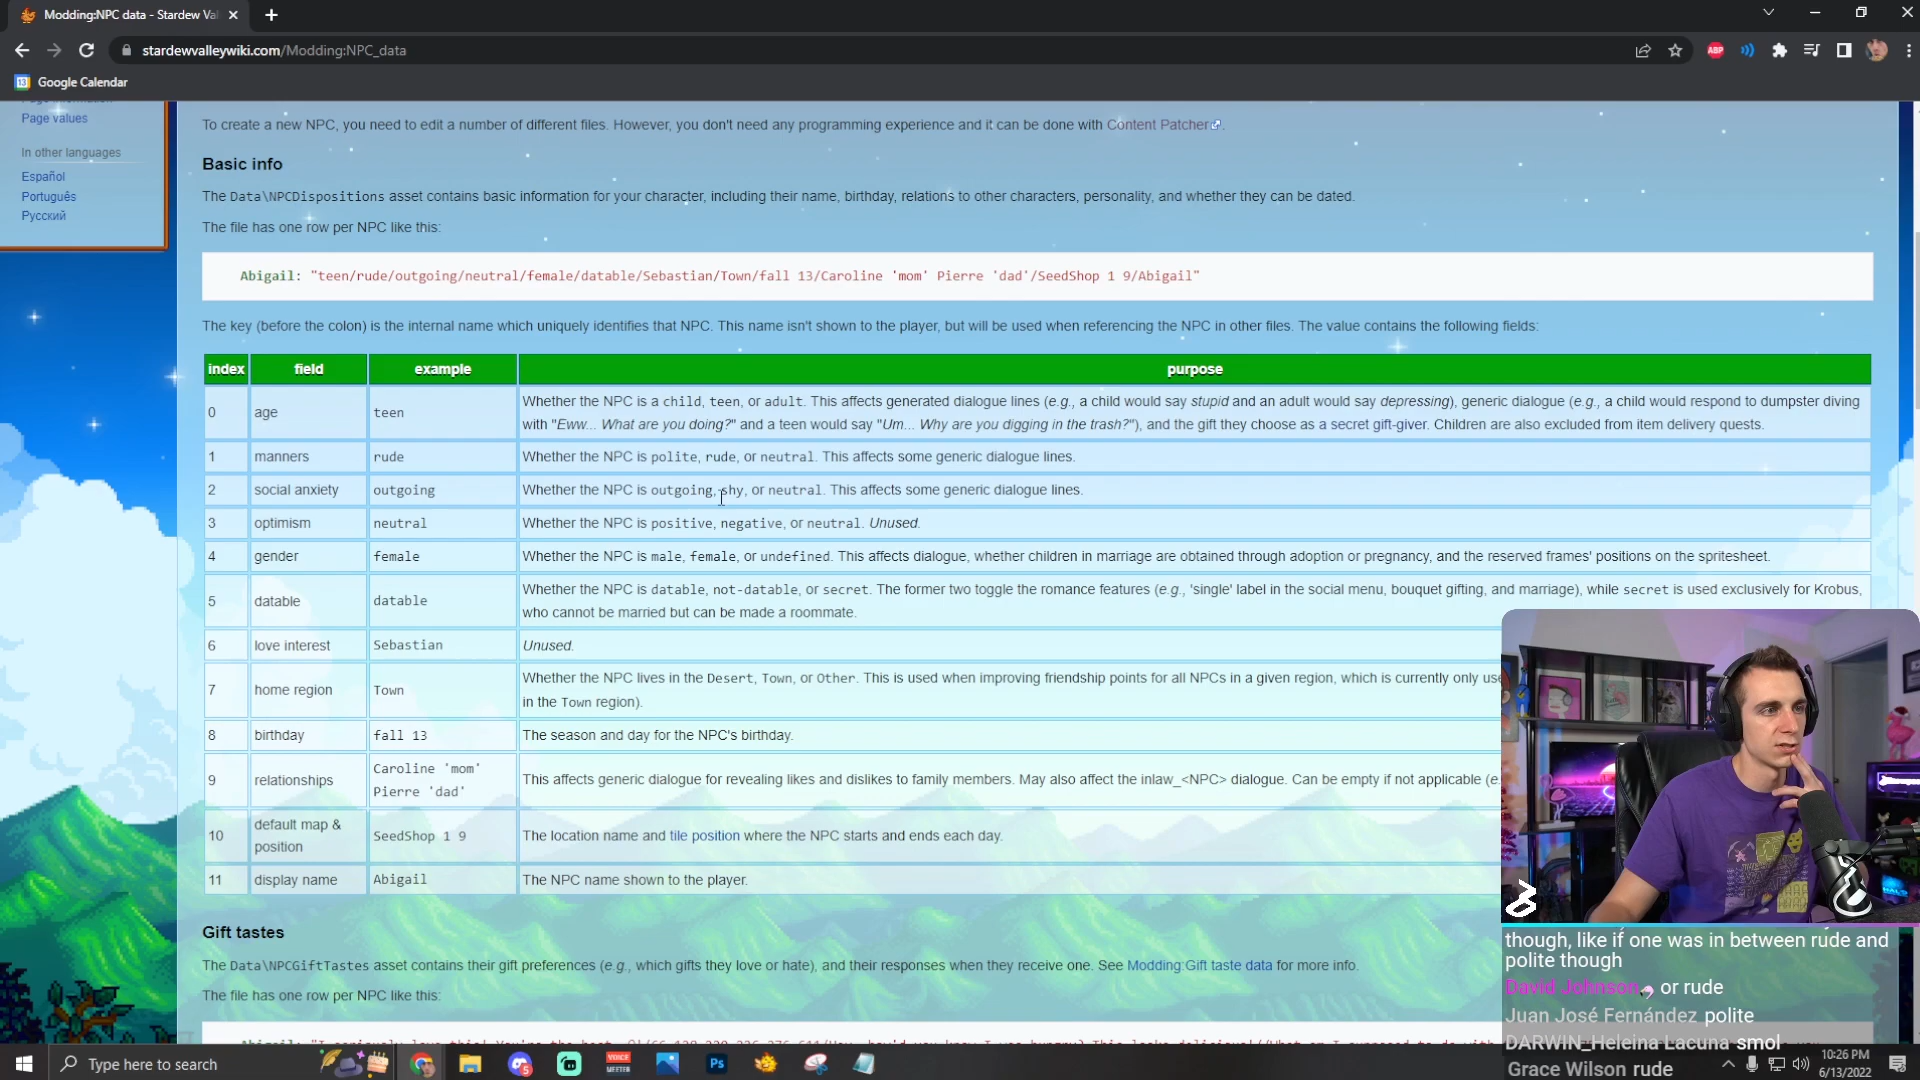 Modding:NPC data - Stardew Val
stardewvalleywiki.com/Modding:NPC_data
ABP
13 Google Calendar
Page information
Page values
In other languages
Español
Português
Русский
To create a new NPC, you need to edit a number of different files. However, you don't need any programming experience and it can be done with Content Patcher.
Basic info
The Data\NPCDispositions asset contains basic information for your character, including their name, birthday, relations to other characters, personality, and whether they can be dated.
The file has one row per NPC like this:
Abigail: "teen/rude/outgoing/neutral/female/datable/Sebastian/Town/fall 13/Caroline 'mom' Pierre 'dad'/SeedShop 1 9/Abigail"
The key (before the colon) is the internal name which uniquely identifies that NPC. This name isn't shown to the player, but will be used when referencing the NPC in other files. The value contains the following fields:
index field example purpose
0 age teen Whether the NPC is a child, teen, or adult. This affects generated dialogue lines (e.g., a child would say stupid and an adult would say depressing), generic dialogue (e.g., a child would respond to dumpster diving
with "Eww... What are you doing?" and a teen would say "Um... Why are you digging in the trash?"), and the gift they choose as a secret gift-giver. Children are also excluded from item delivery quests.
1 manners rude Whether the NPC is polite, rude, or neutral. This affects some generic dialogue lines.
2 social anxiety outgoing Whether the NPC is outgoing, shy, or neutral. This affects some generic dialogue lines.
3 optimism neutral Whether the NPC is positive, negative, or neutral. Unused.
4 gender female Whether the NPC is male, female, or undefined. This affects dialogue, whether children in marriage are obtained through adoption or pregnancy, and the reserved frames' positions on the spritesheet.
5 datable datable Whether the NPC is datable, not-datable, or secret. The former two toggle the romance features (e.g., 'single' label in the social menu, bouquet gifting, and marriage), while secret is used exclusively for Krobus,
who cannot be married but can be made a roommate.
6 love interest Sebastian Unused.
7 home region Town Whether the NPC lives in the Desert, Town, or Other. This is used when improving friendship points for all NPCs in a given region, which is currently only use
in the Town region).
8 birthday fall 13 The season and day for the NPC's birthday.
9 relationships Caroline 'mom'
Pierre 'dad' This affects generic dialogue for revealing likes and dislikes to family members. May also affect the inlaw_<NPC> dialogue. Can be empty if not applicable (e
10 default map &
position SeedShop 1 9 The location name and tile position where the NPC starts and ends each day.
11 display name Abigail The NPC name shown to the player.
Gift tastes
The Data\NPCGiftTastes asset contains their gift preferences (e.g., which gifts they love or hate), and their responses when they receive one. See Modding:Gift taste data for more info.
The file has one row per NPC like this:
though, like if one was in between rude and
polite though
David Johnson or rude
Juan José Fernández polite
DARWIN_Heleina Lacuna smol
Grace Wilson rude
Type here to search
VOICE
MEETER
Ps
10:26 PM
6/13/2022